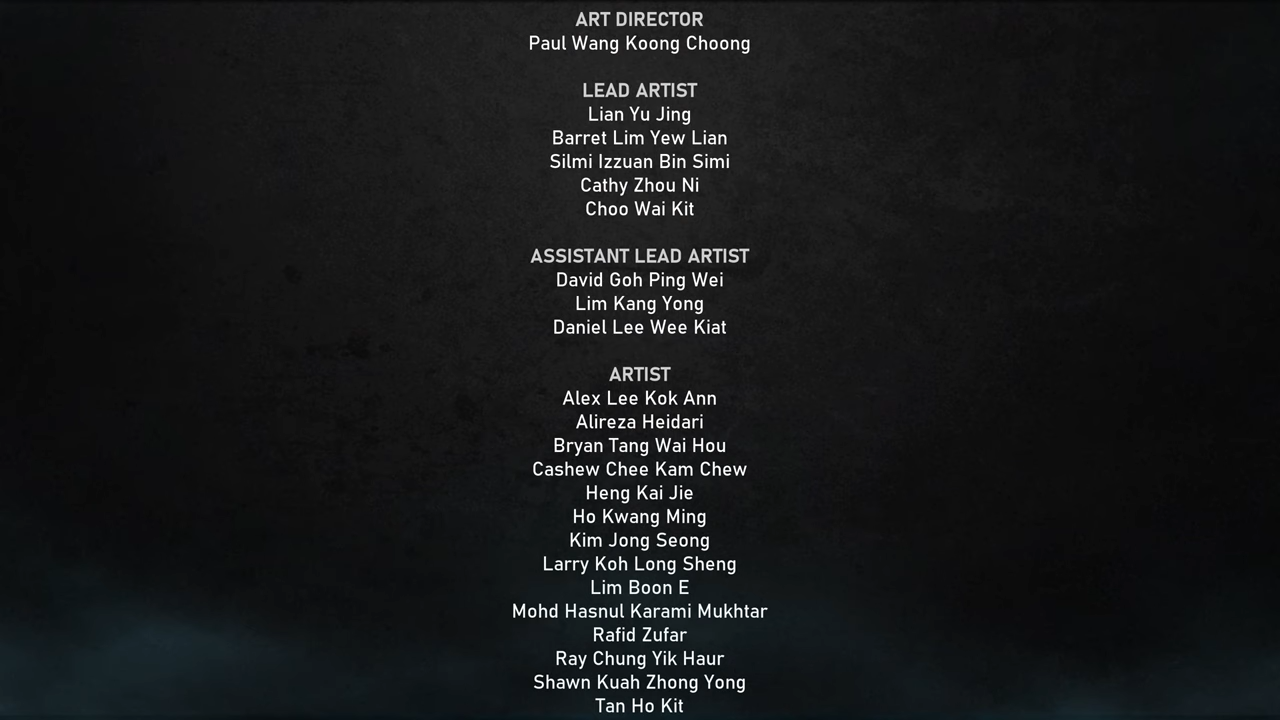 ART DIRECTOR
Paul Wang Koong Choong
LEAD ARTIST
Lian Yu Jing
Barret Lim Yew Lian
Silmi Izzuan Bin Simi
Cathy Zhou Ni
Choo Wai Kit
ASSISTANT LEAD ARTIST
David Goh Ping Wei
Lim Kang Yong
Daniel Lee Wee Kiat
ARTIST
Alex Lee Kok Ann
Alireza Heidari
Bryan Tang Wai Hou
Cashew Chee Kam Chew
Heng Kai Jie
Ho Kwang Ming
Kim Jong Seong
Larry Koh Long Sheng
Lim Boon E
Mohd Hasnul Karami Mukhtar
Rafid Zufar
Ray Chung Yik Haur
Shawn Kuah Zhong Yong
Tan Ho Kit